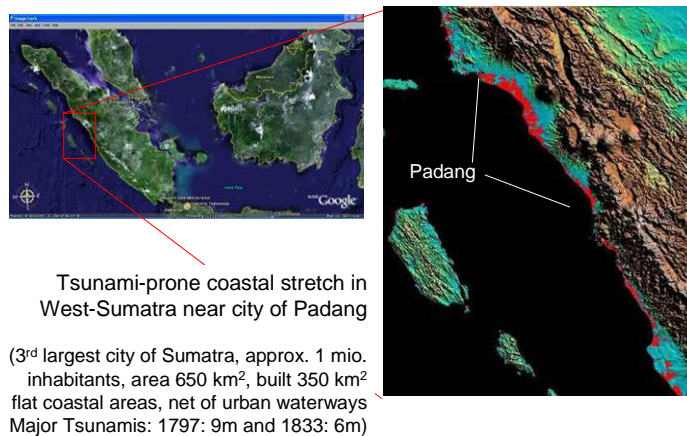 Google Earth
Google
Padang
Tsunami-prone coastal stretch in
West-Sumatra near city of Padang
(3rd largest city of Sumatra, approx. 1 mio.
inhabitants, area 650 km², built 350 km²
flat coastal areas, net of urban waterways
Major Tsunamis: 1797: 9m and 1833: 6m)